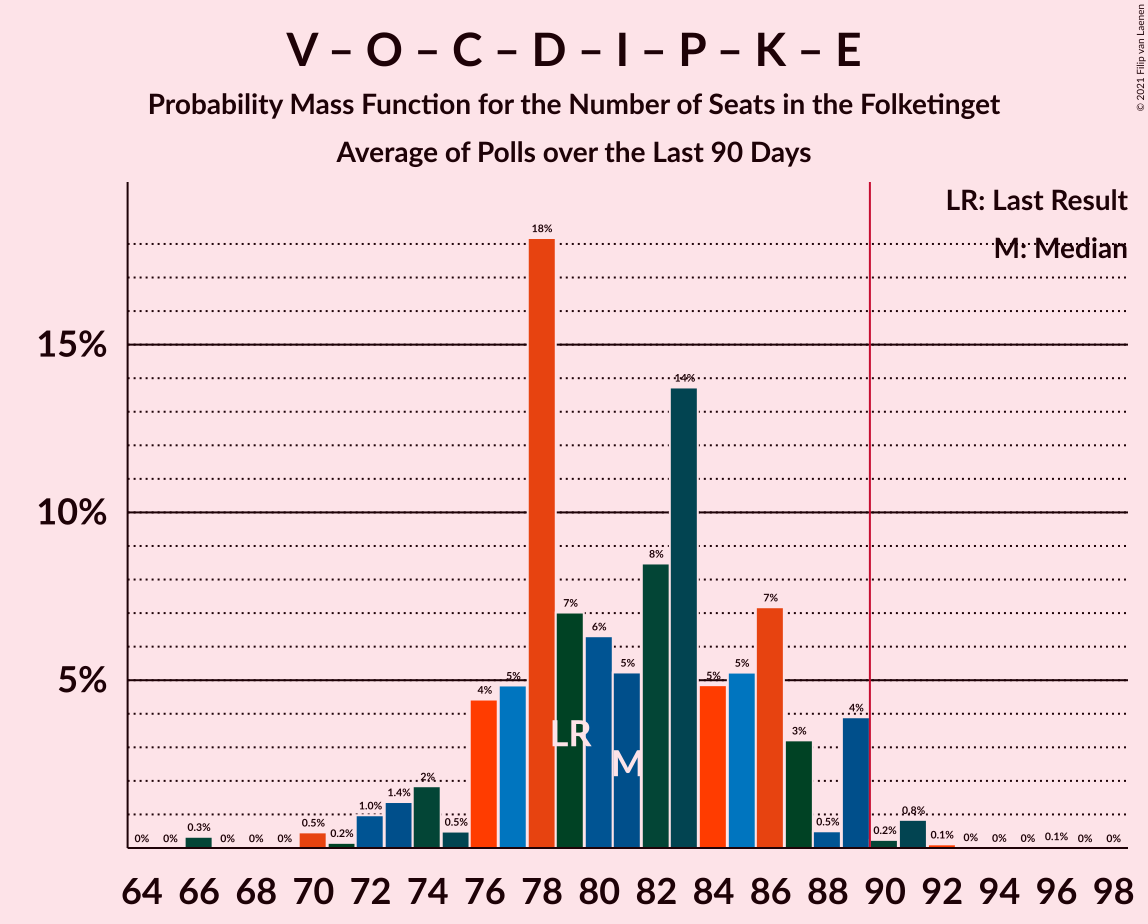 V – O – C – D – I – P – K – E
Probability Mass Function for the Number of Seats in the Folketinget
Average of Polls over the Last 90 Days
© 2021 Filip van Laenen
LR: Last Result
M: Median
15%
10%
5%
0% 0% 0.3% 0% 0% 0% 0.5% 0.2% 1.0% 1.4% 2% 0.5% 4% 5% 18% 7% 6% 5% 8% 14% 5% 5% 7% 3% 0.5% 4% 0.2% 0.8% 0.1% 0% 0% 0% 0.1% 0% 0%
LR
M
64 66 68 70 72 74 76 78 80 82 84 86 88 90 92 94 96 98